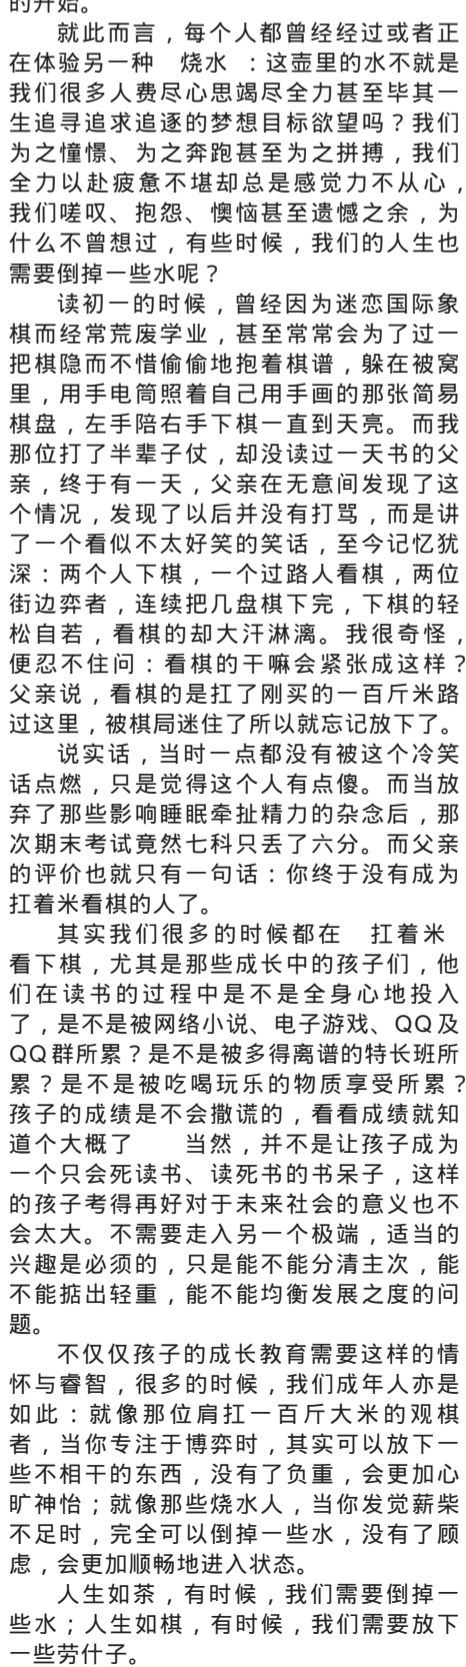 的开始。
就此而言，每个人都曾经经过或者正
在体验另一种 烧水 ：这壶里的水不就是
我们很多人费尽心思竭尽全力甚至毕其一
生追寻追求追逐的梦想目标欲望吗？我们
为之憧憬、为之奔跑甚至为之拼搏，我们
全力以赴疲惫不堪却总是感觉力不从心，
我们嗟叹、抱怨、懊恼甚至遗憾之余，为
什么不曾想过，有些时候，我们的人生也
需要倒掉一些水呢？
读初一的时候，曾经因为迷恋国际象
棋而经常荒废学业，甚至常常会为了过一
把棋隐而不惜偷偷地抱着棋谱，躲在被窝
里，用手电筒照着自己用手画的那张简易
棋盘，左手陪右手下棋一直到天亮。而我
那位打了半辈子仗，却没读过一天书的父
亲，终于有一天，父亲在无意间发现了这
个情况，发现了以后并没有打骂，而是讲
了一个看似不太好笑的笑话，至今记忆犹
深：两个人下棋，一个过路人看棋，两位
街边弈者，连续把几盘棋下完，下棋的轻
松自若，看棋的却大汗淋漓。我很奇怪，
便忍不住问：看棋的干嘛会紧张成这样？
父亲说，看棋的是扛了刚买的一百斤米路
过这里，被棋局迷住了所以就忘记放下了。
说实话，当时一点都没有被这个冷笑
话点燃，只是觉得这个人有点傻。而当放
弃了那些影响睡眠牵扯精力的杂念后，那
次期末考试竟然七科只丢了六分。而父亲
的评价也就只有一句话：你终于没有成为
扛着米看棋的人了。
其实我们很多的时候都在 扛着米
看下棋，尤其是那些成长中的孩子们，他
们在读书的过程中是不是全身心地投入
了，是不是被网络小说、电子游戏、QQ及
QQ群所累？是不是被多得离谱的特长班所
累？是不是被吃喝玩乐的物质享受所累？
孩子的成绩是不会撒谎的，看看成绩就知
道个大概了 当然，并不是让孩子成为
一个只会死读书、读死书的书呆子，这样
的孩子考得再好对于未来社会的意义也不
会太大。不需要走入另一个极端，适当的
兴趣是必须的，只是能不能分清主次，能
不能掂出轻重，能不能均衡发展之度的问
题。
不仅仅孩子的成长教育需要这样的情
怀与睿智，很多的时候，我们成年人亦是
如此：就像那位肩扛一百斤大米的观棋
者，当你专注于博弈时，其实可以放下一
些不相干的东西，没有了负重，会更加心
旷神怡；就像那些烧水人，当你发觉薪柴
不足时，完全可以倒掉一些水，没有了顾
虑，会更加顺畅地进入状态。
人生如茶，有时候，我们需要倒掉一
些水；人生如棋，有时候，我们需要放下
一些劳什子。